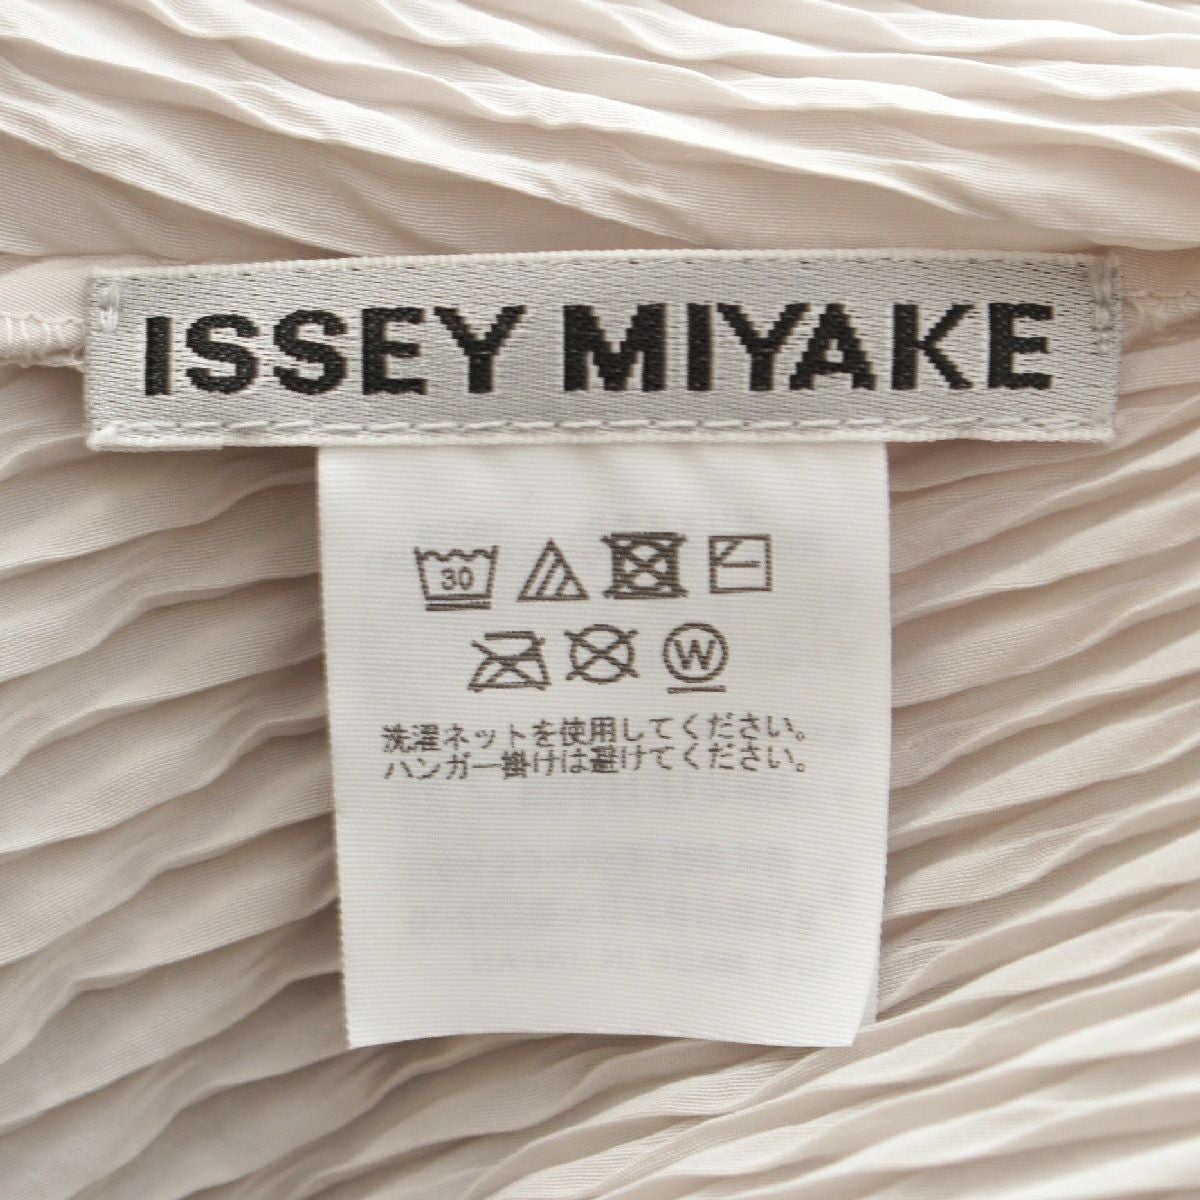 ISSEY MIYAKE
30
W
洗濯ネットを使用してください。
ハンガー掛けは避けてください。